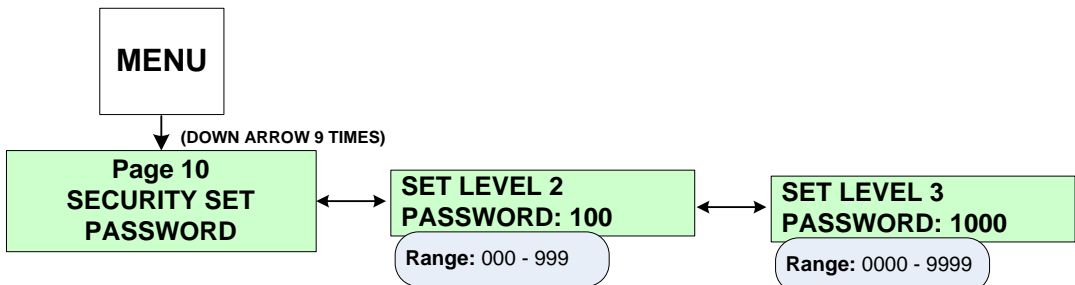 MENU
(DOWN ARROW 9 TIMES)
Page 10
SECURITY SET
PASSWORD
SET LEVEL 2
PASSWORD: 100
Range: 000 - 999
SET LEVEL 3
PASSWORD: 1000
Range: 0000 - 9999